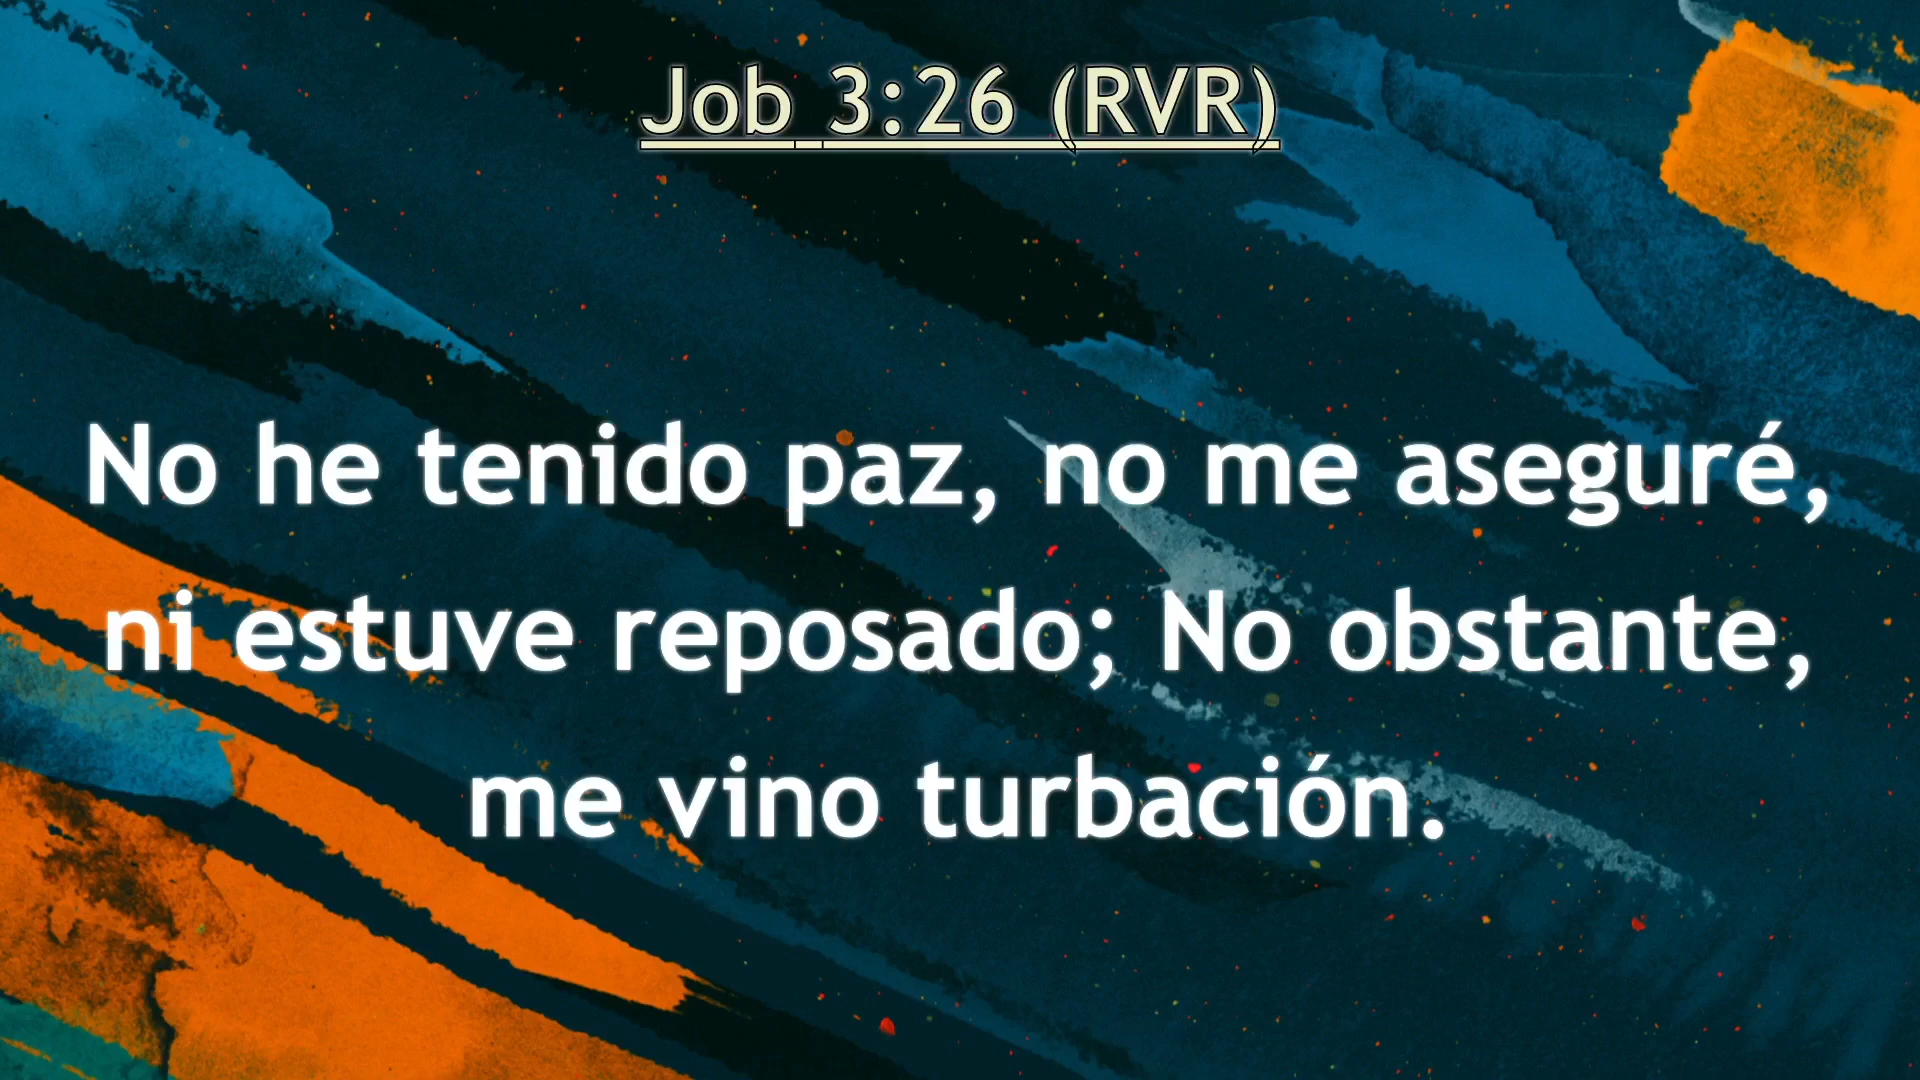 Job 3:26 (RVR)
No he tenido paz, no me aseguré,
ni estuve reposado; No obstante,
me vino turbación.